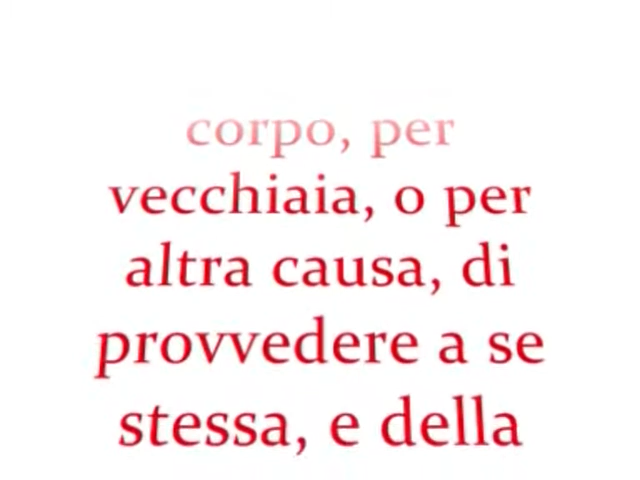 corpo, per
vecchiaia, o per
altra causa, di
provvedere a se
stessa, e della